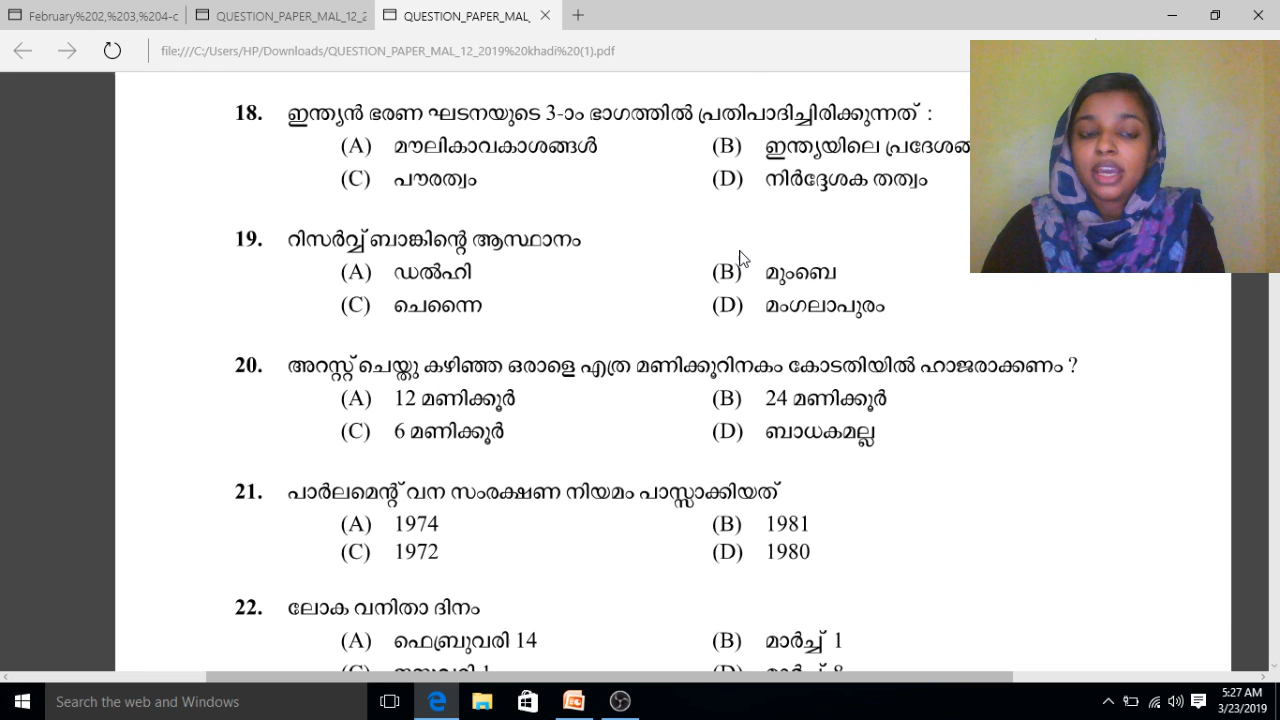 February%202,%203,%204-c
QUESTION_PAPER_MAL_12_2
QUESTION_PAPER_MAL_
file:///C:/Users/HP/Downloads/QUESTION_PAPER_MAL_12_2019%20khadi%20(1).pdf
18. ഇന്ത്യൻ ഭരണ ഘടനയുടെ 3-ാം ഭാഗത്തിൽ പ്രതിപാദിച്ചിരിക്കുന്നത് :
(A) മൗലികാവകാശങ്ങൾ (B) ഇന്ത്യയിലെ
(C) പൗരത്വം (D) നിർദ്ദേശക തത്വം
19. റിസർവ്വ് ബാങ്കിന്റെ ആസ്ഥാനം
(A) ഡൽഹി (B) മുംബെ
(C) ചെന്നൈ (D) മംഗലാപുരം
20. അറസ്റ്റ് ചെയ്തു കഴിഞ്ഞ ഒരാളെ എത്ര മണിക്കൂറിനകം കോടതിയിൽ ഹാജരാക്കണം ?
(A) 12 മണിക്കൂർ (B) 24 മണിക്കൂർ
(C) 6 മണിക്കൂർ (D) ബാധകമല്ല
21. പാർലമെന്റ് വന സംരക്ഷണ നിയമം പാസ്സാക്കിയത്
(A) 1974 (B) 1981
(C) 1972 (D) 1980
22. ലോക വനിതാ ദിനം
(A) ഫെബ്രുവരി 14 (B) മാർച്ച് 1
Search the web and Windows
5:27 AM
3/23/2019